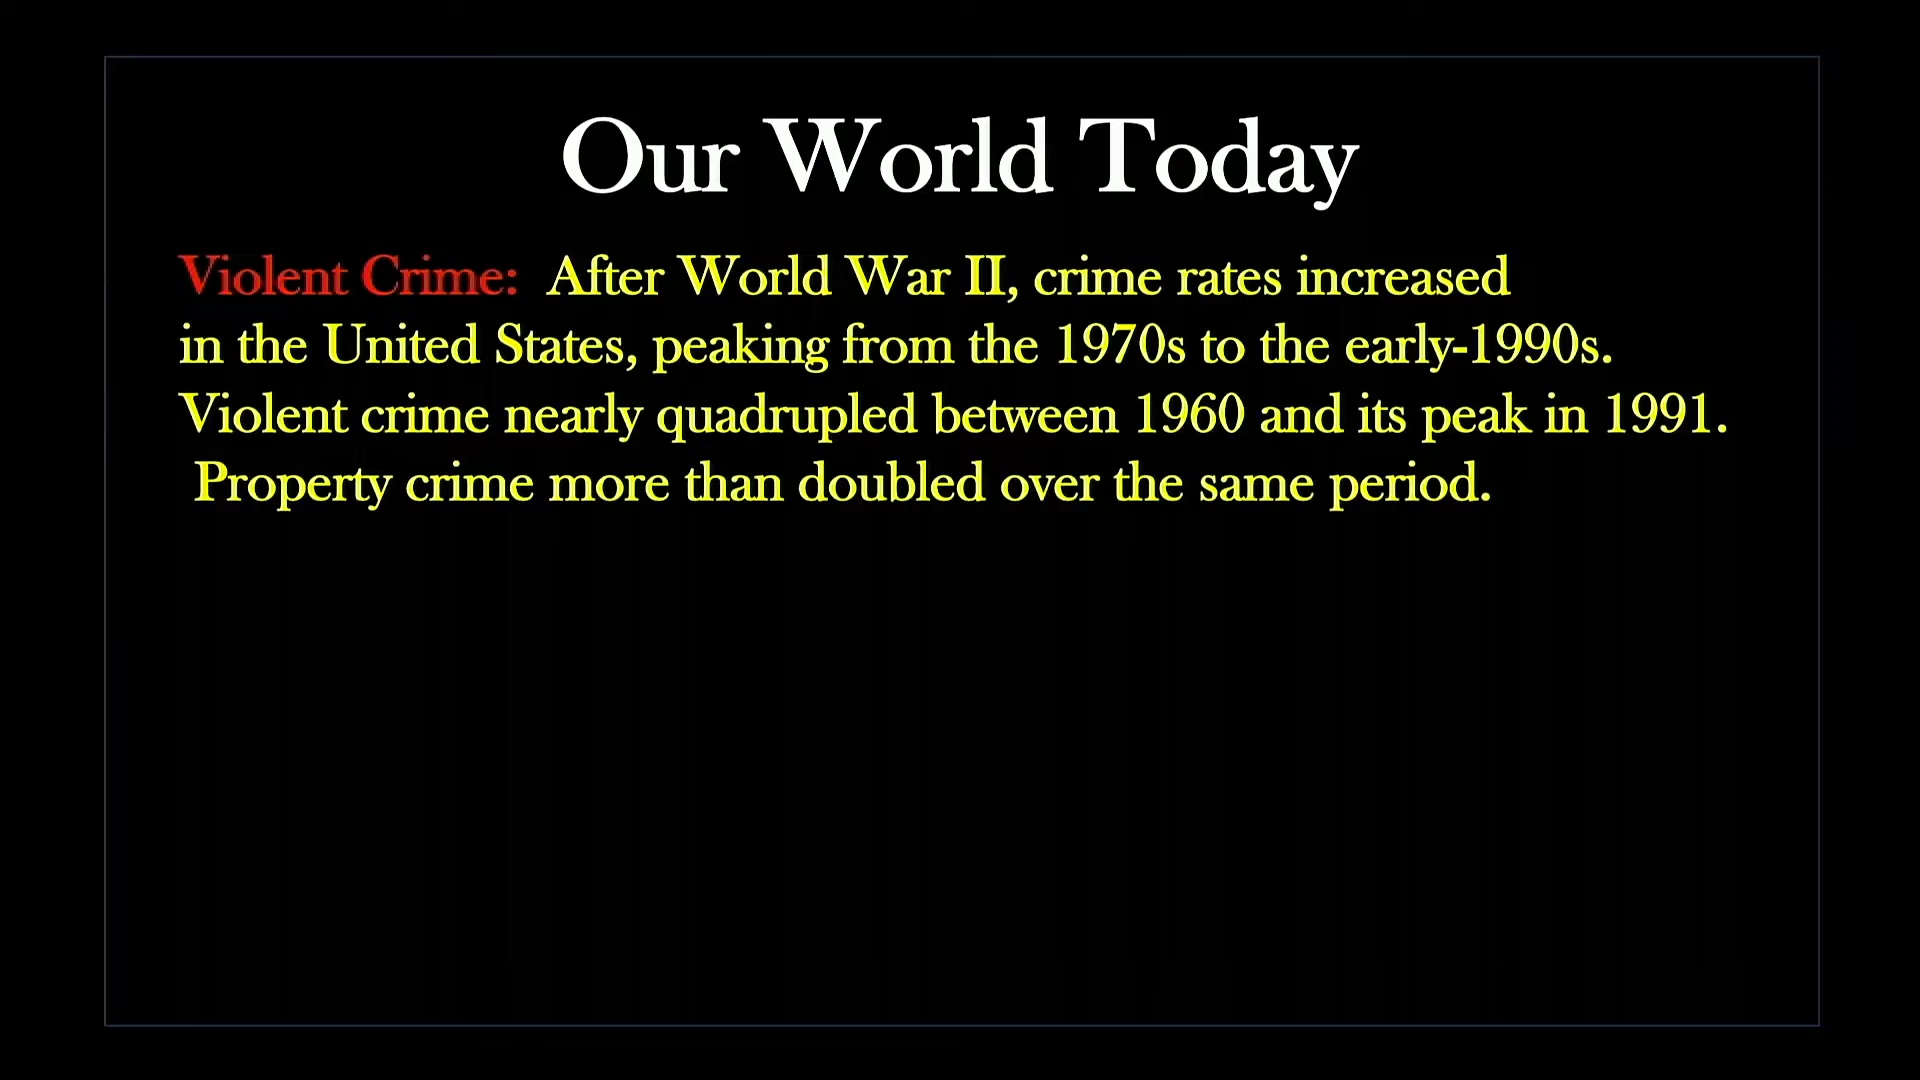 Our World Today
Violent Crime: After World War II, crime rates increased
in the United States, peaking from the 1970s to the early-1990s.
Violent crime nearly quadrupled between 1960 and its peak in 1991.
Property crime more than doubled over the same period.